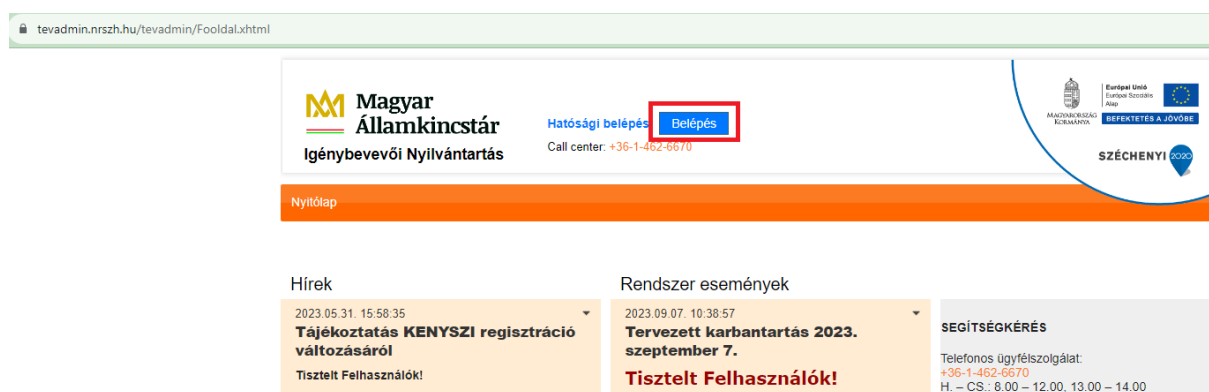 tevadmin.nrszh.hu/tevadmin/Fooldal.xhtml
Magyar
Államkincstár
Igénybevevői Nyilvántartás
Hatósági belépés Belépés
Call center: +36-1-462-6670
MAGYARORSZÁG
KORMÁNYA
Európai Unió
Európai Szociális
Alap
BEFEKTETÉS A JÖVŐBE
SZÉCHENYI 2020
Nyitólap
Hírek
2023.05.31. 15:58:35
Tájékoztatás KENYSZI regisztráció
változásáról
Tisztelt Felhasználók!
Rendszer események
2023.09.07. 10:38:57
Tervezett karbantartás 2023.
szeptember 7.
Tisztelt Felhasználók!
SEGÍTSÉGKÉRÉS
Telefonos ügyfélszolgálat:
+36-1-462-6670
H. – CS.: 8.00 – 12.00, 13.00 – 14.00